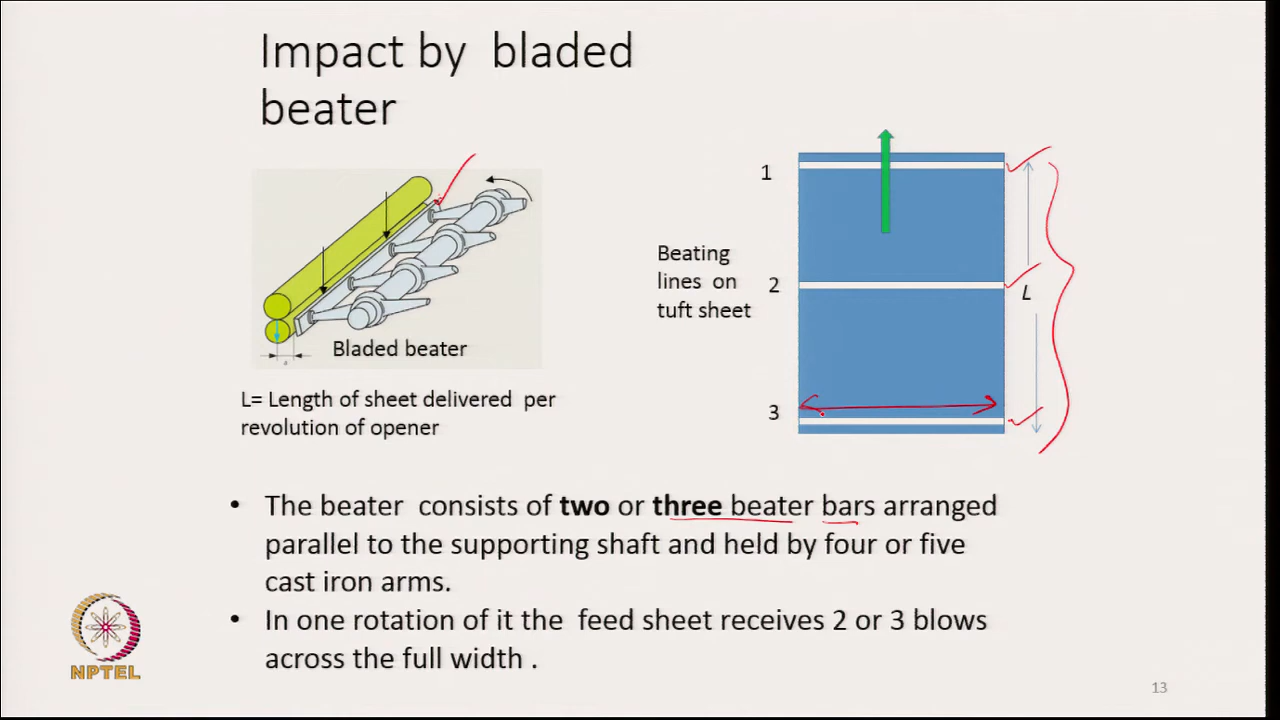 Impact by bladed
beater
1
Beating
lines on
tuft sheet
2
L
3
Bladed beater
L= Length of sheet delivered per
revolution of opener
• The beater consists of two or three beater bars arranged
parallel to the supporting shaft and held by four or five
cast iron arms.
• In one rotation of it the feed sheet receives 2 or 3 blows
across the full width .
NPTEL
13